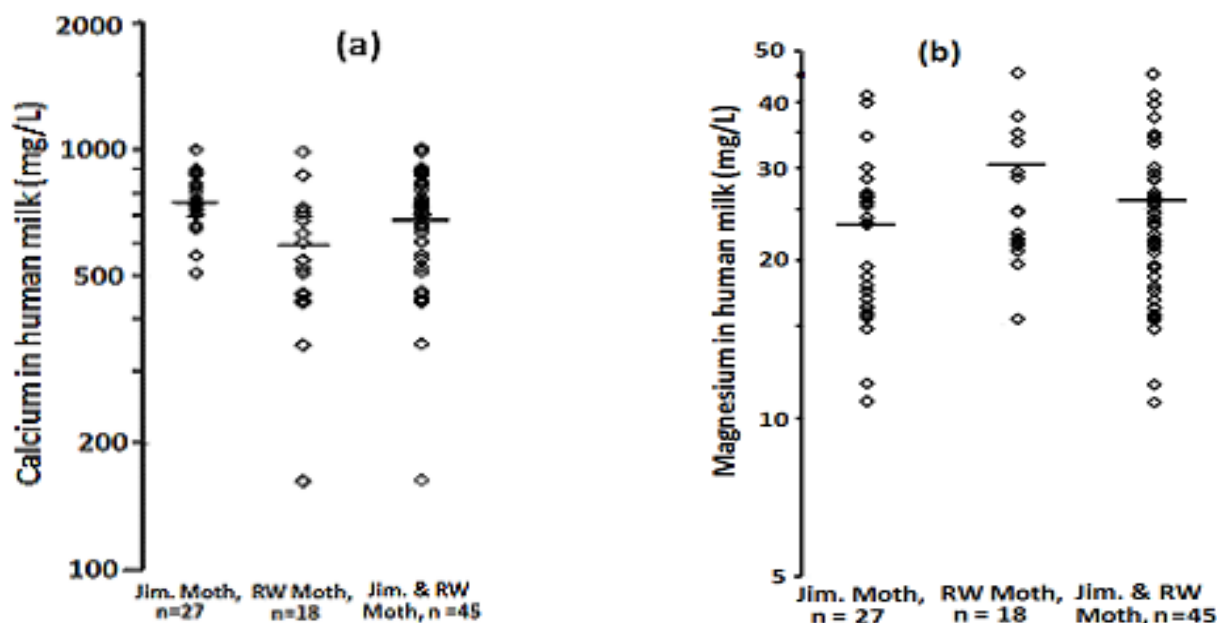 (a)
Calcium in human milk (mg/L)
2000
1000
500
200
100
Jim. Moth, n=27
RW Moth, n=18
Jim. & RW Moth, n =45
(b)
Magnesium in human milk (mg/L)
50
40
30
20
10
5
Jim. Moth, n = 27
RW Moth, n = 18
Jim. & RW Moth, n=45